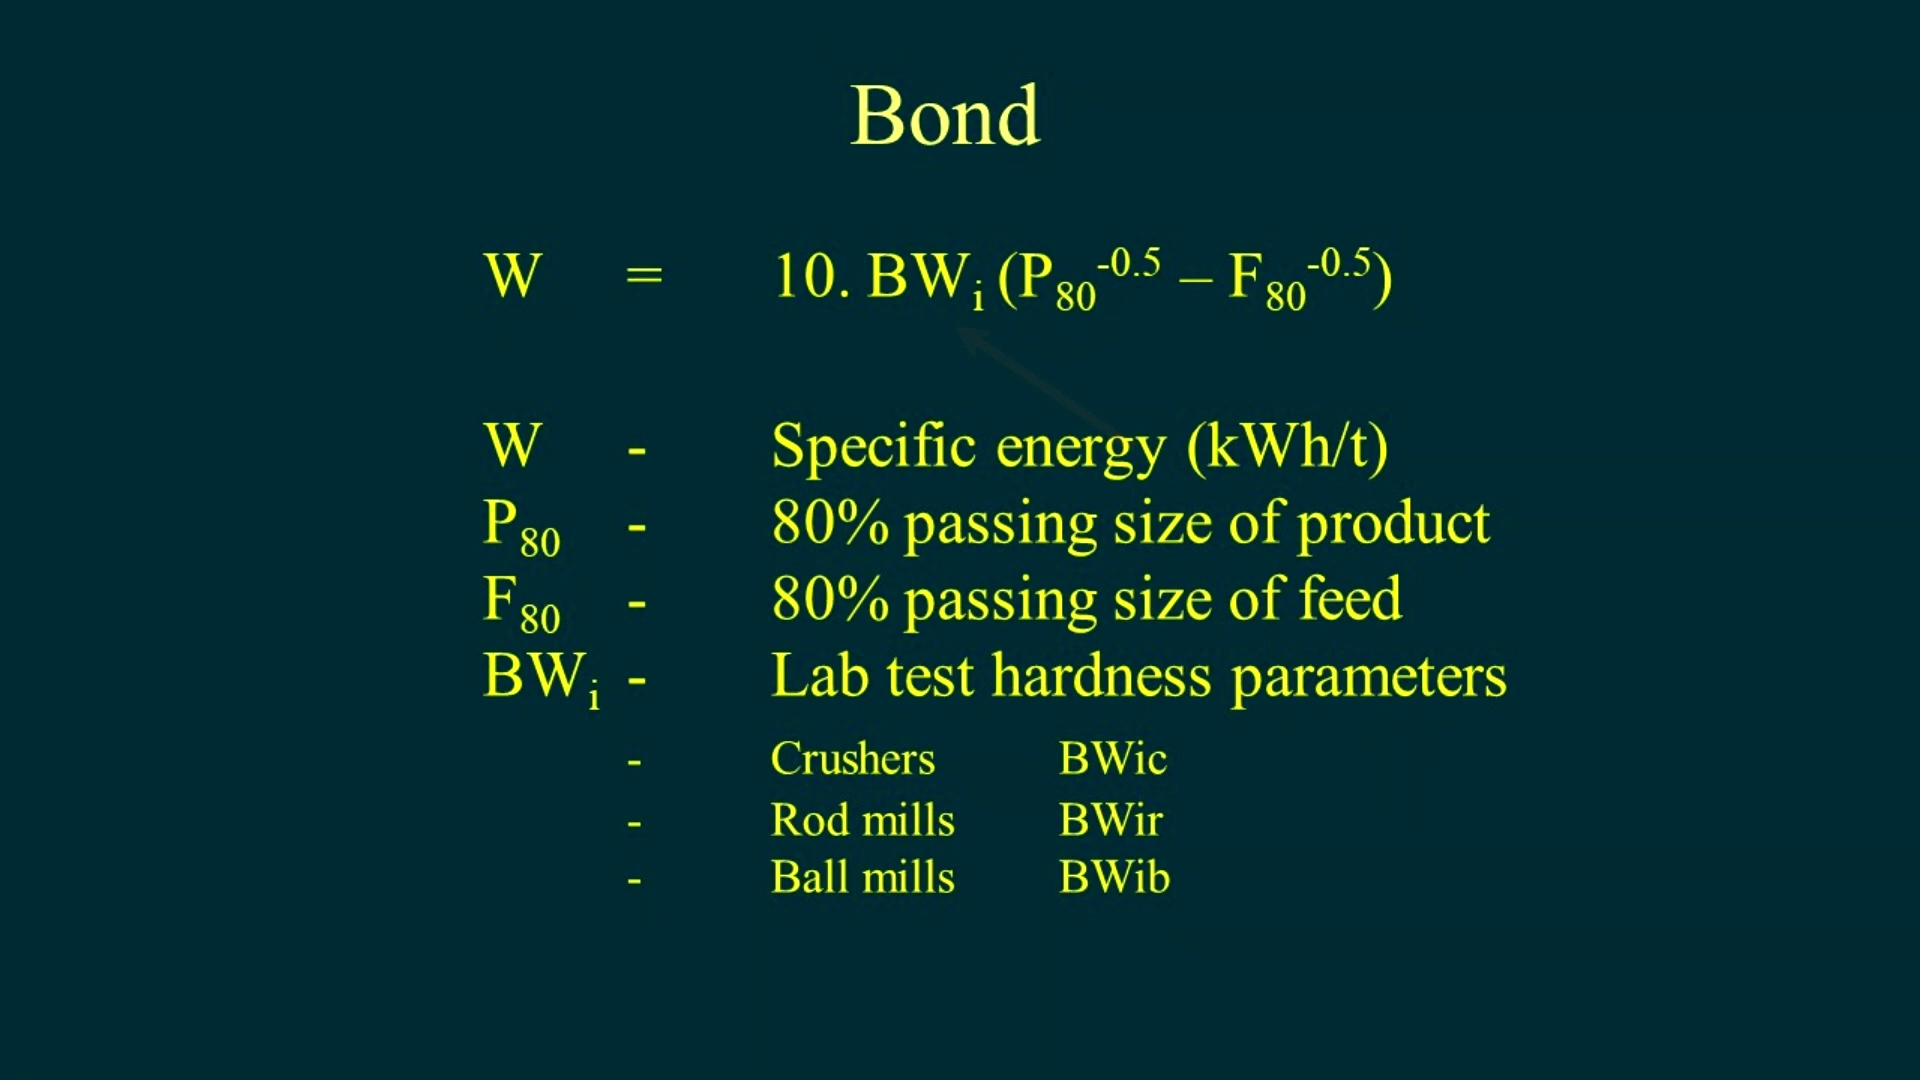 Bond
W = 10. BWᵢ (P₈₀⁻⁰·⁵ – F₈₀⁻⁰·⁵)
W - Specific energy (kWh/t)
P₈₀ - 80% passing size of product
F₈₀ - 80% passing size of feed
BWᵢ - Lab test hardness parameters
- Crushers BWic
- Rod mills BWir
- Ball mills BWib